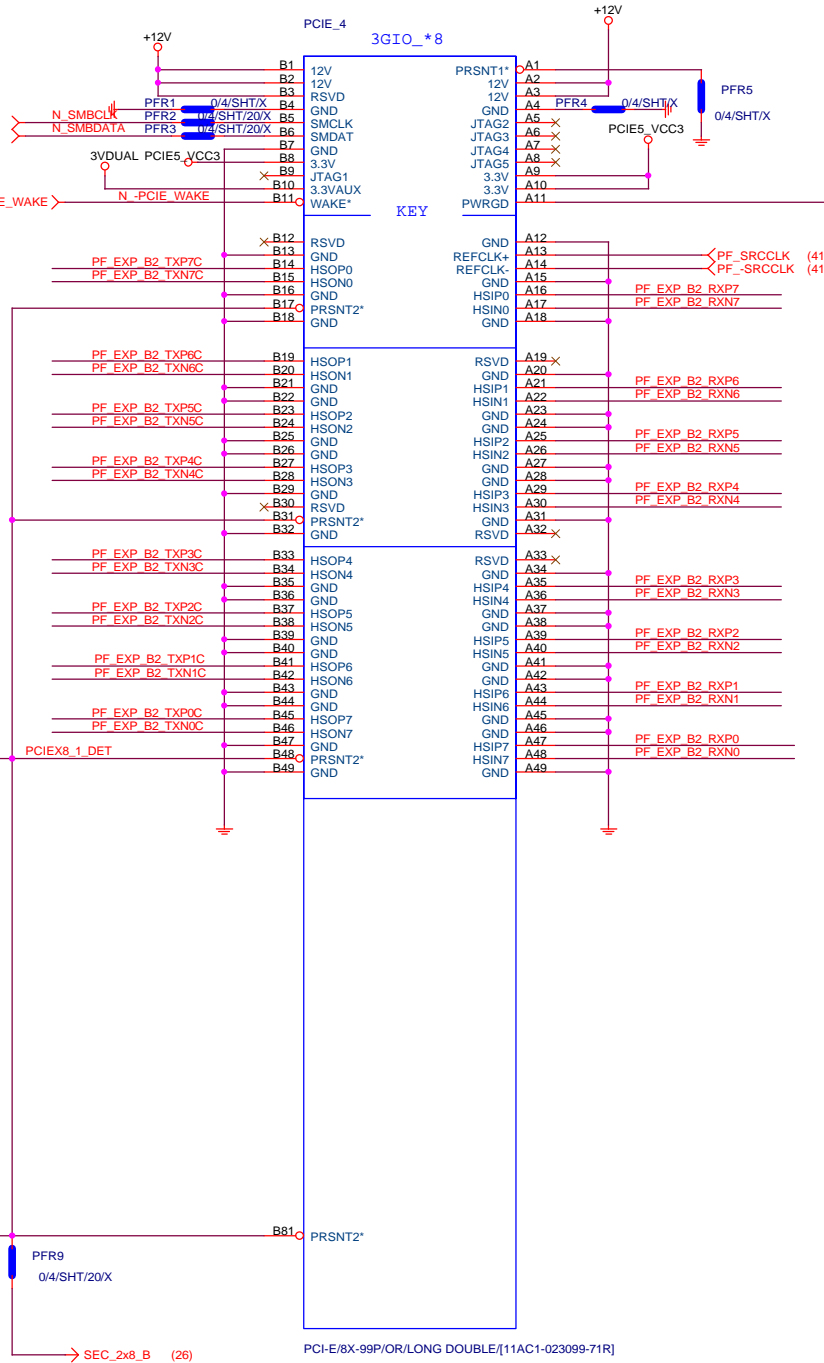 PCIE_4
+12V
3GIO_*8
+12V
B1 12V PRSNT1* A1
B2 12V 12V A2
B3 RSVD 12V A3
PFR1 0/4/SHT/X B4 GND GND A4 PFR4 0/4/SHT/X
PFR5
0/4/SHT/X
N_SMBCLK PFR2 0/4/SHT/20/X B5 SMCLK JTAG2 A5
N_SMBDATA PFR3 0/4/SHT/20/X B6 SMDAT JTAG3 A6
PCIE5_VCC3
B7 GND JTAG4 A7
3VDUAL PCIE5_VCC3 B8 3.3V JTAG5 A8
B9 JTAG1 3.3V A9
B10 3.3VAUX 3.3V A10
E_WAKE N_-PCIE_WAKE B11 WAKE* PWRGD A11
KEY
B12 RSVD GND A12
B13 GND REFCLK+ A13 PF_SRCCLK (41
PF_EXP_B2_TXP7C B14 HSOP0 REFCLK- A14 PF_-SRCCLK (41
PF_EXP_B2_TXN7C B15 HSON0 GND A15
B16 GND HSIP0 A16 PF_EXP_B2_RXP7
B17 PRSNT2* HSIN0 A17 PF_EXP_B2_RXN7
B18 GND GND A18
PF_EXP_B2_TXP6C B19 HSOP1 RSVD A19
PF_EXP_B2_TXN6C B20 HSON1 GND A20
B21 GND HSIP1 A21 PF_EXP_B2_RXP6
B22 GND HSIN1 A22 PF_EXP_B2_RXN6
PF_EXP_B2_TXP5C B23 HSOP2 GND A23
PF_EXP_B2_TXN5C B24 HSON2 GND A24
B25 GND HSIP2 A25 PF_EXP_B2_RXP5
B26 GND HSIN2 A26 PF_EXP_B2_RXN5
PF_EXP_B2_TXP4C B27 HSOP3 GND A27
PF_EXP_B2_TXN4C B28 HSON3 GND A28
B29 GND HSIP3 A29 PF_EXP_B2_RXP4
B30 RSVD HSIN3 A30 PF_EXP_B2_RXN4
B31 PRSNT2* GND A31
B32 GND RSVD A32
PF_EXP_B2_TXP3C B33 HSOP4 RSVD A33
PF_EXP_B2_TXN3C B34 HSON4 GND A34
B35 GND HSIP4 A35 PF_EXP_B2_RXP3
B36 GND HSIN4 A36 PF_EXP_B2_RXN3
PF_EXP_B2_TXP2C B37 HSOP5 GND A37
PF_EXP_B2_TXN2C B38 HSON5 GND A38
B39 GND HSIP5 A39 PF_EXP_B2_RXP2
B40 GND HSIN5 A40 PF_EXP_B2_RXN2
PF_EXP_B2_TXP1C B41 HSOP6 GND A41
PF_EXP_B2_TXN1C B42 HSON6 GND A42
B43 GND HSIP6 A43 PF_EXP_B2_RXP1
B44 GND HSIN6 A44 PF_EXP_B2_RXN1
PF_EXP_B2_TXP0C B45 HSOP7 GND A45
PF_EXP_B2_TXN0C B46 HSON7 GND A46
B47 GND HSIP7 A47 PF_EXP_B2_RXP0
PCIEX8_1_DET B48 PRSNT2* HSIN7 A48 PF_EXP_B2_RXN0
B49 GND GND A49
B81 PRSNT2*
PFR9
0/4/SHT/20/X
SEC_2x8_B (26)
PCI-E/8X-99P/OR/LONG DOUBLE/[11AC1-023099-71R]